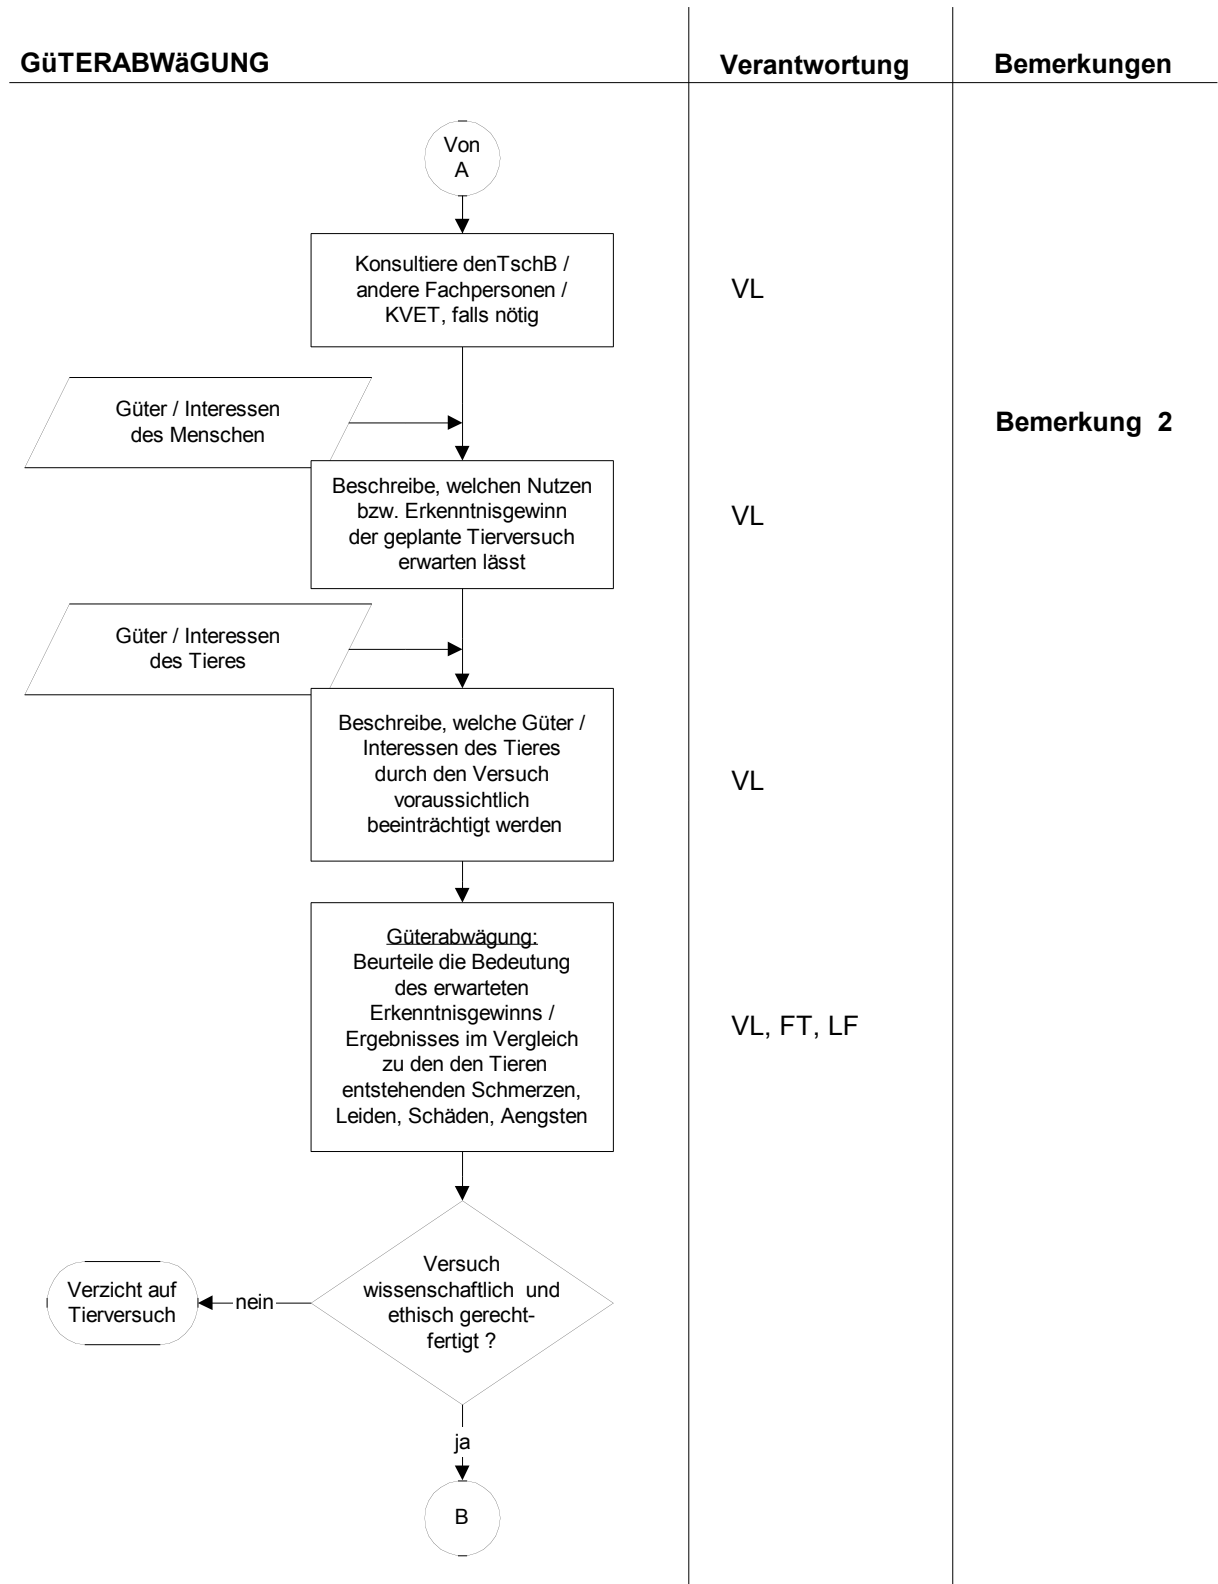 GüTERABWäGUNG
Verantwortung
Bemerkungen
Von
A
Konsultiere denTschB /
andere Fachpersonen /
KVET, falls nötig
VL
Güter / Interessen
des Menschen
Bemerkung 2
Beschreibe, welchen Nutzen
bzw. Erkenntnisgewinn
der geplante Tierversuch
erwarten lässt
VL
Güter / Interessen
des Tieres
Beschreibe, welche Güter /
Interessen des Tieres
durch den Versuch
voraussichtlich
beeinträchtigt werden
VL
Güterabwägung:
Beurteile die Bedeutung
des erwarteten
Erkenntnisgewinns /
Ergebnisses im Vergleich
zu den den Tieren
entstehenden Schmerzen,
Leiden, Schäden, Aengsten
VL, FT, LF
Versuch
wissenschaftlich und
ethisch gerecht-
fertigt ?
nein
Verzicht auf
Tierversuch
ja
B